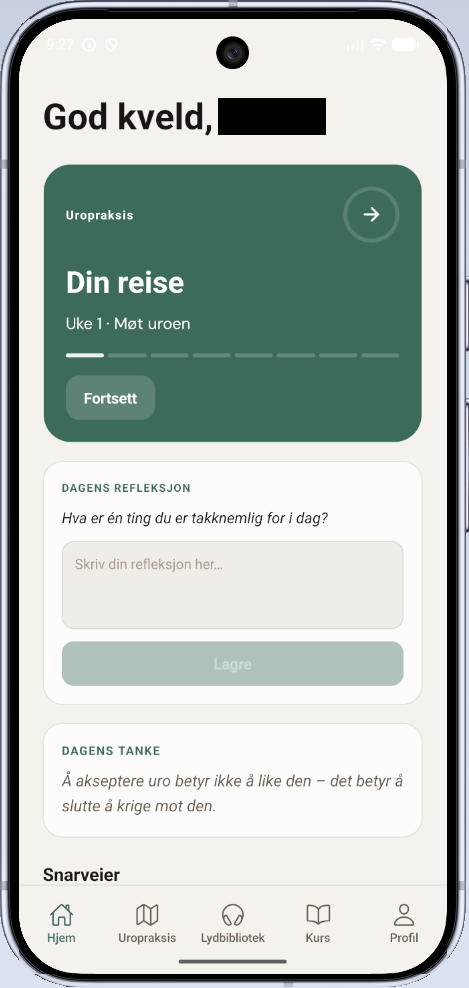 9:27
God kveld,
Uropraksis
Din reise
Uke 1 · Møt uroen
Fortsett
DAGENS REFLEKSJON
Hva er én ting du er takknemlig for i dag?
Skriv din refleksjon her...
Lagre
DAGENS TANKE
Å akseptere uro betyr ikke å like den – det betyr å
slutte å krige mot den.
Snarveier
Hjem
Uropraksis
Lydbibliotek
Kurs
Profil